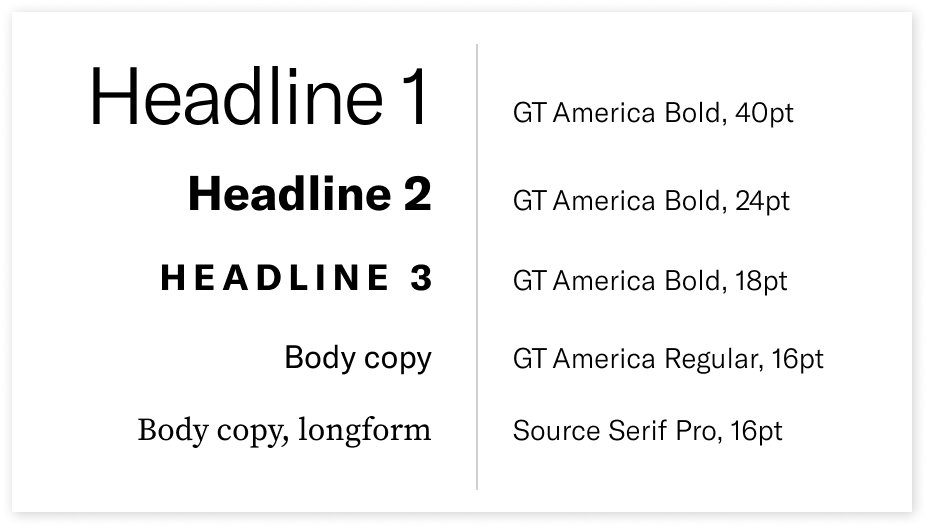 Headline 1
GT America Bold, 40pt
Headline 2
GT America Bold, 24pt
HEADLINE 3
GT America Bold, 18pt
Body copy
GT America Regular, 16pt
Body copy, longform
Source Serif Pro, 16pt